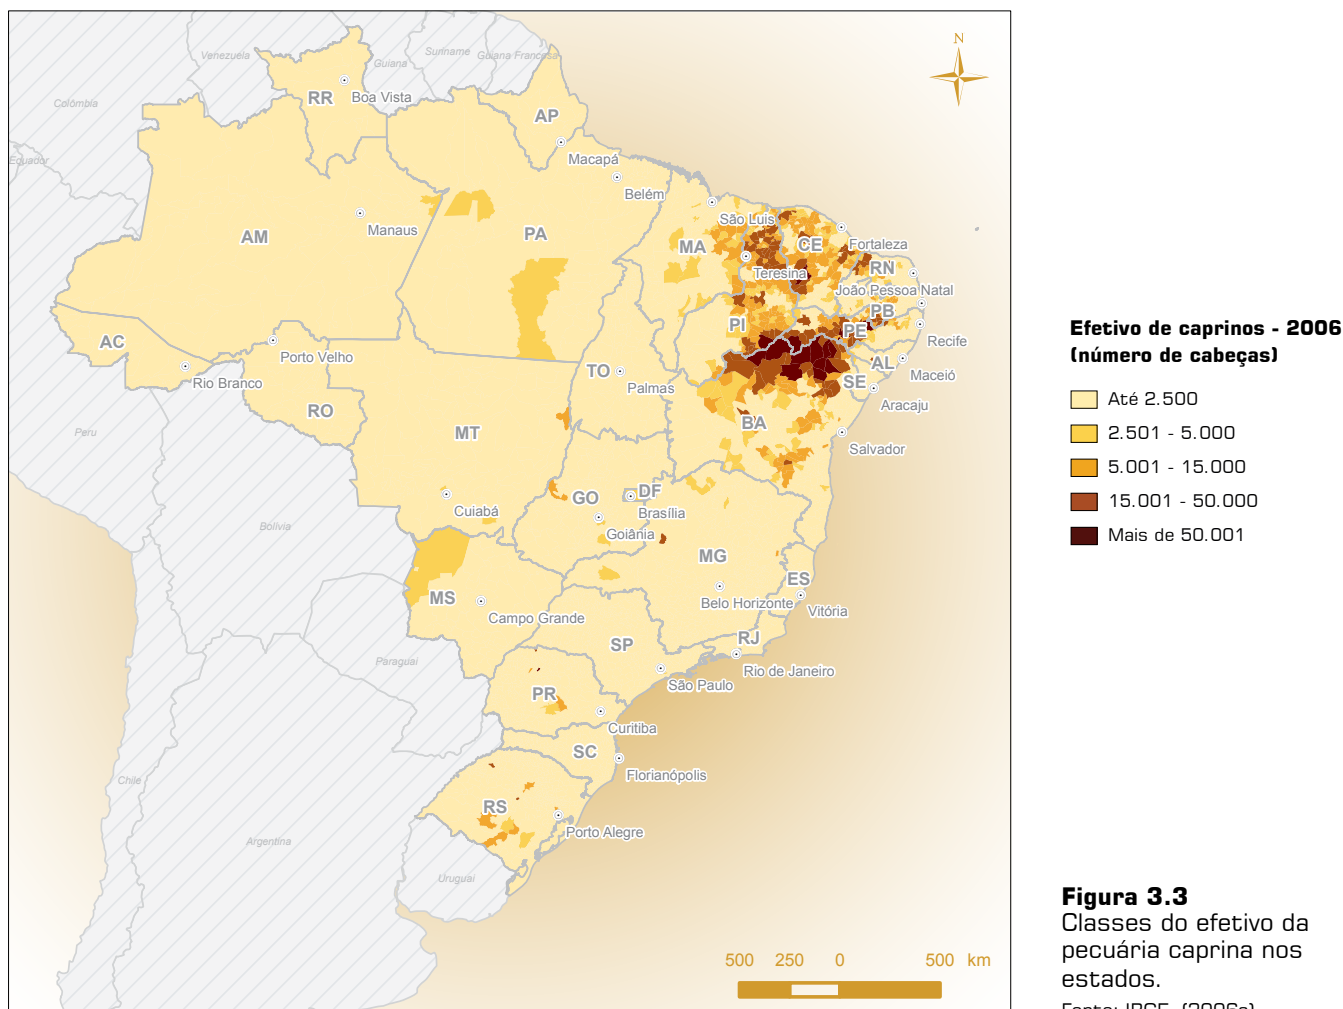 N
Venezuela
Suriname
Guiana Francesa
Guiana
Colômbia
Equador
RR
Boa Vista
AP
Macapá
Belém
AM
Manaus
PA
São Luis
MA
CE
Fortaleza
RN
Teresina
João Pessoa
Natal
PI
PB
PE
Recife
AC
Porto Velho
Rio Branco
TO
Palmas
AL
Maceió
SE
Aracaju
RO
MT
BA
Salvador
Peru
Cuiabá
GO
DF
Brasília
Goiânia
Bolívia
MG
ES
MS
Campo Grande
Belo Horizonte
Vitória
SP
RJ
Rio de Janeiro
São Paulo
Paraguai
PR
Curitiba
SC
Florianópolis
Chile
RS
Porto Alegre
Argentina
Uruguai
500 250 0 500 km
Efetivo de caprinos - 2006
(número de cabeças)
Até 2.500
2.501 - 5.000
5.001 - 15.000
15.001 - 50.000
Mais de 50.001
Figura 3.3
Classes do efetivo da
pecuária caprina nos
estados.
Fonte: IBGE, (2006a)